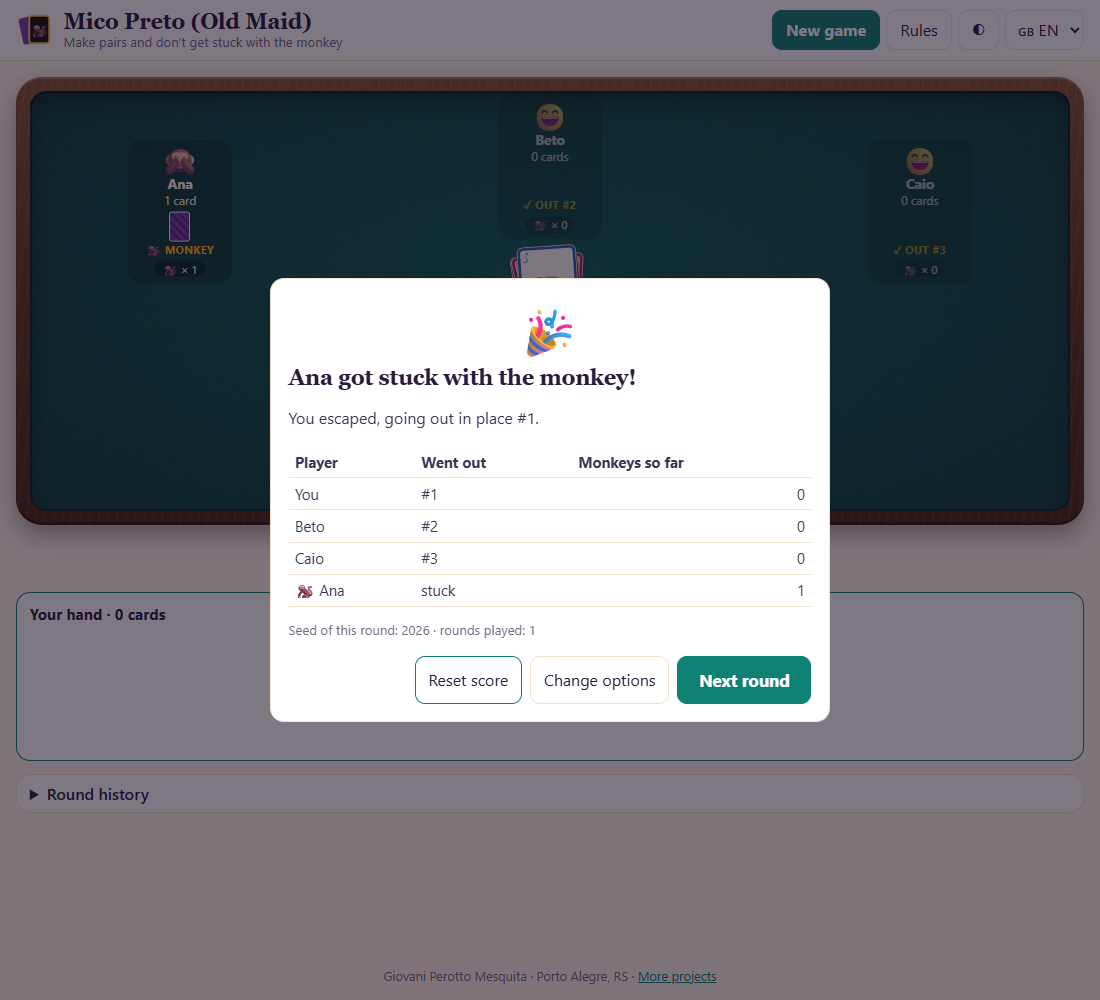 Mico Preto (Old Maid)
Make pairs and don't get stuck with the monkey
New game
Rules
GB EN
Beto
0 cards
✓ OUT #2
× 0
Ana
1 card
MONKEY
× 1
Caio
0 cards
✓ OUT #3
× 0
Ana got stuck with the monkey!
You escaped, going out in place #1.
Player Went out Monkeys so far
You #1 0
Beto #2 0
Caio #3 0
Ana stuck 1
Seed of this round: 2026 · rounds played: 1
Reset score
Change options
Next round
Your hand · 0 cards
Round history
Giovani Perotto Mesquita · Porto Alegre, RS · More projects